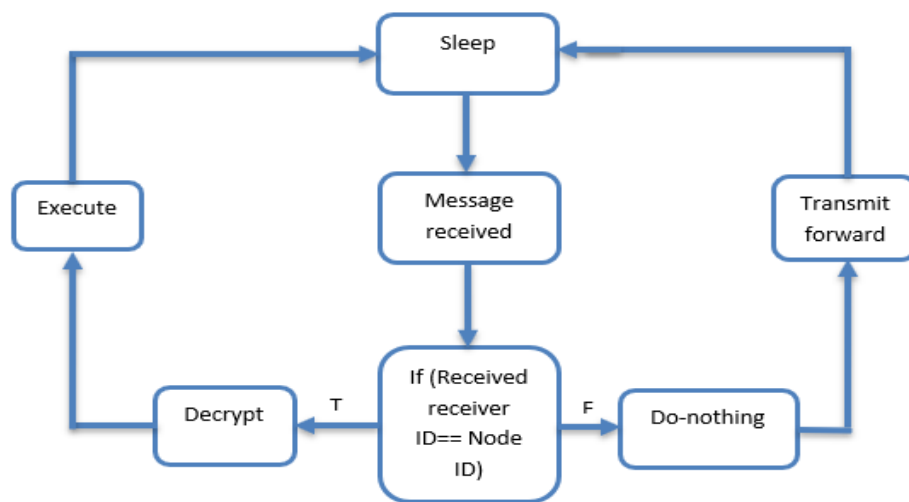 Sleep
Execute
Message
received
Transmit
forward
If (Received
receiver
ID== Node
ID)
T
Decrypt
F
Do-nothing